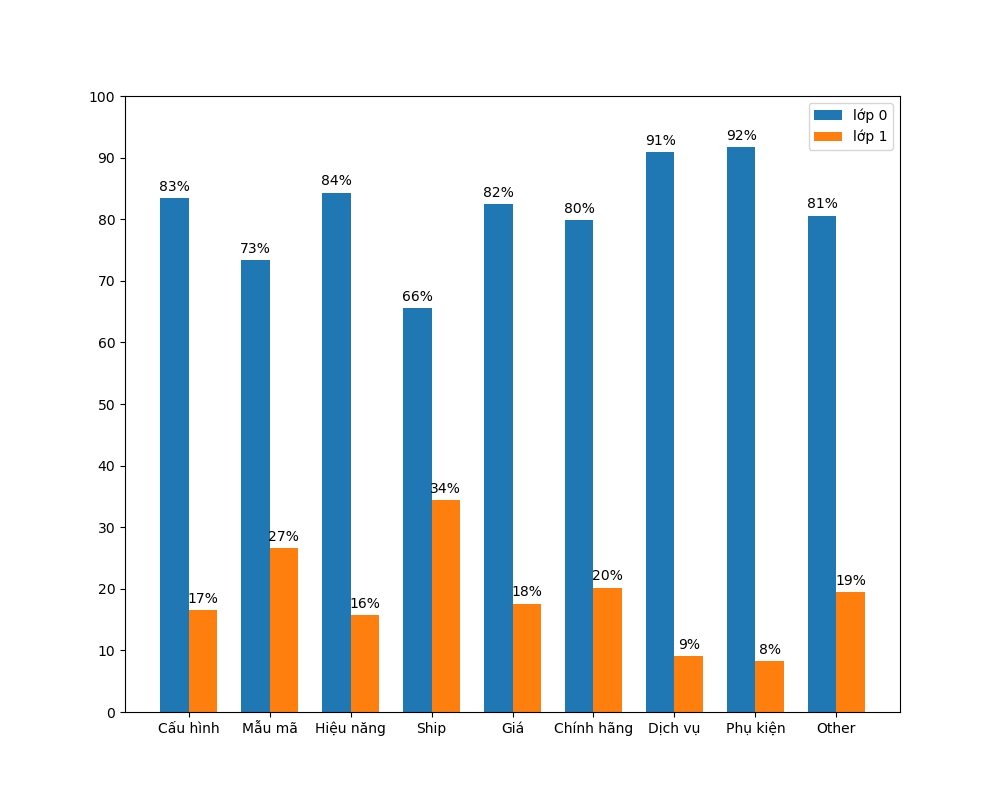 100
90
80
70
60
50
40
30
20
10
0
lớp 0
lớp 1
83% 73% 84% 66% 82% 80% 91% 92% 81%
17% 27% 16% 34% 18% 20% 9% 8% 19%
Cấu hình Mẫu mã Hiệu năng Ship Giá Chính hãng Dịch vụ Phụ kiện Other